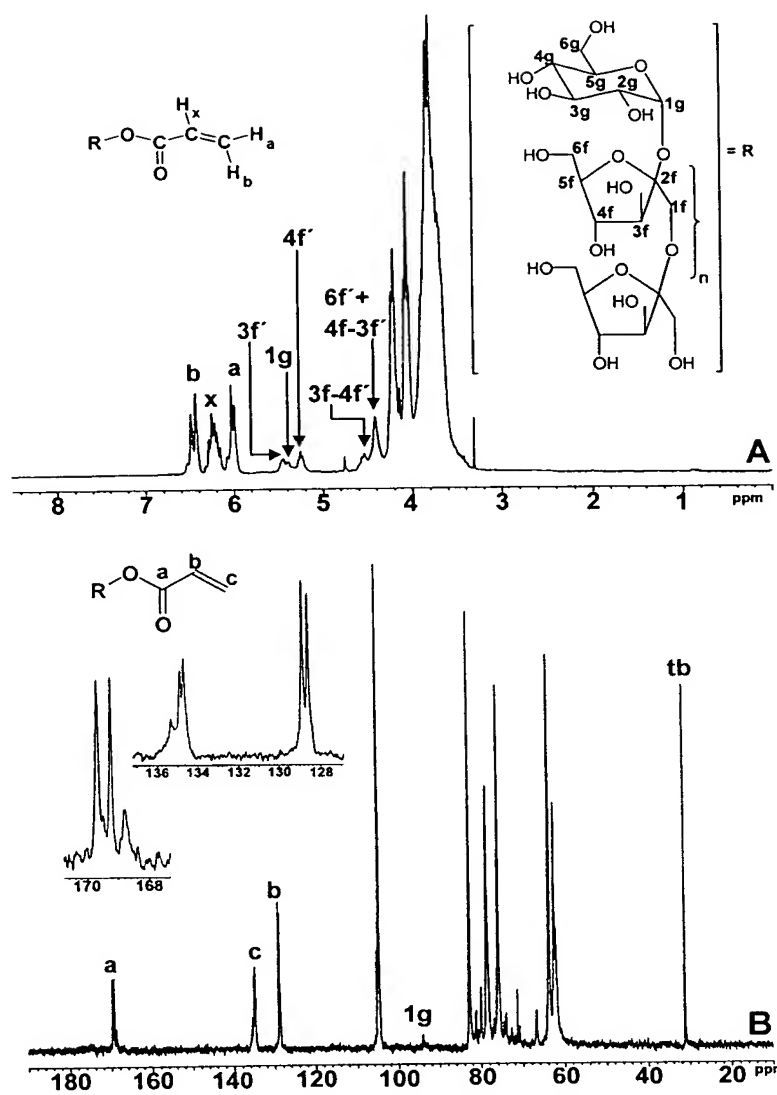 OH
6g
4g
O
HO
5g
2g
HO
3g
OH
1g
O
6f
HO
O
2f
5f
HO
1f
4f
3f
OH
O
n
HO
O
HO
OH
OH
= R
H
x
R
O
H
a
O
H
b
4f´
6f´+
3f´
1g
4f-3f´
b
a
x
3f-4f´
A
8 7 6 5 4 3 2 1 ppm
R
O
a
b
c
O
136 134 132 130 128
170 168
a
c
b
1g
tb
B
180 160 140 120 100 80 60 40 20 ppm